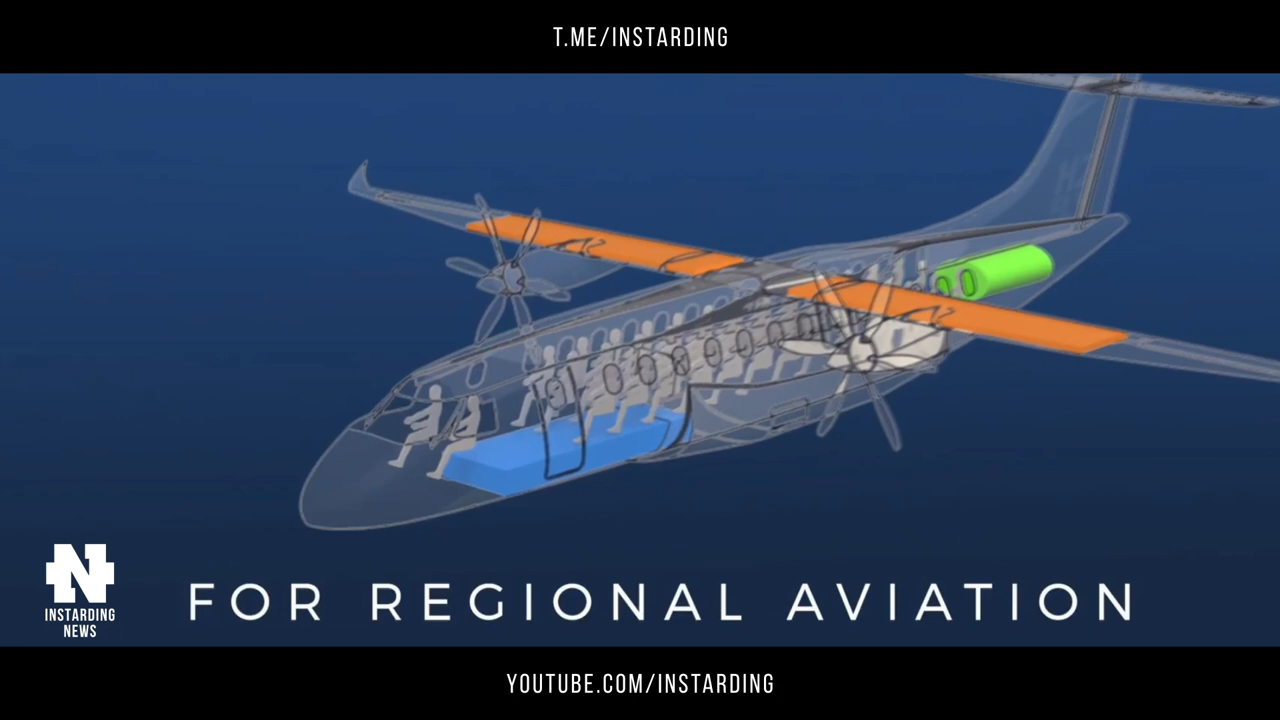 T.ME/INSTARDING
FOR REGIONAL AVIATION
INSTARDING
NEWS
YOUTUBE.COM/INSTARDING